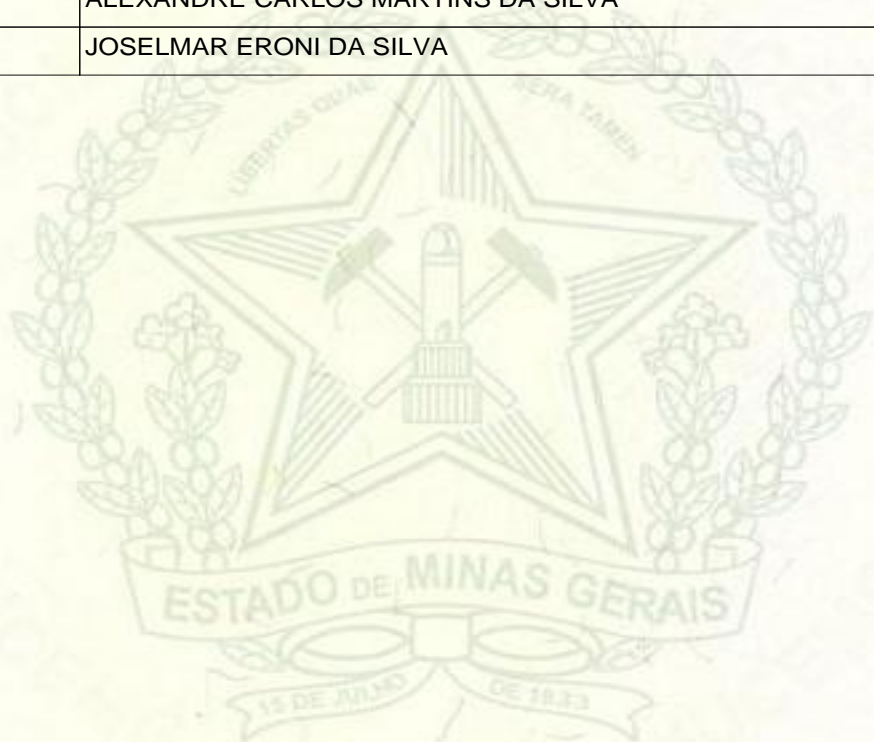 ALEXANDRE CARLOS MARTINS DA SILVA
JOSELMAR ERONI DA SILVA
LIBERTAS QUAE SERA TAMEN
ESTADO DE MINAS GERAIS
15 DE JULHO DE 1833